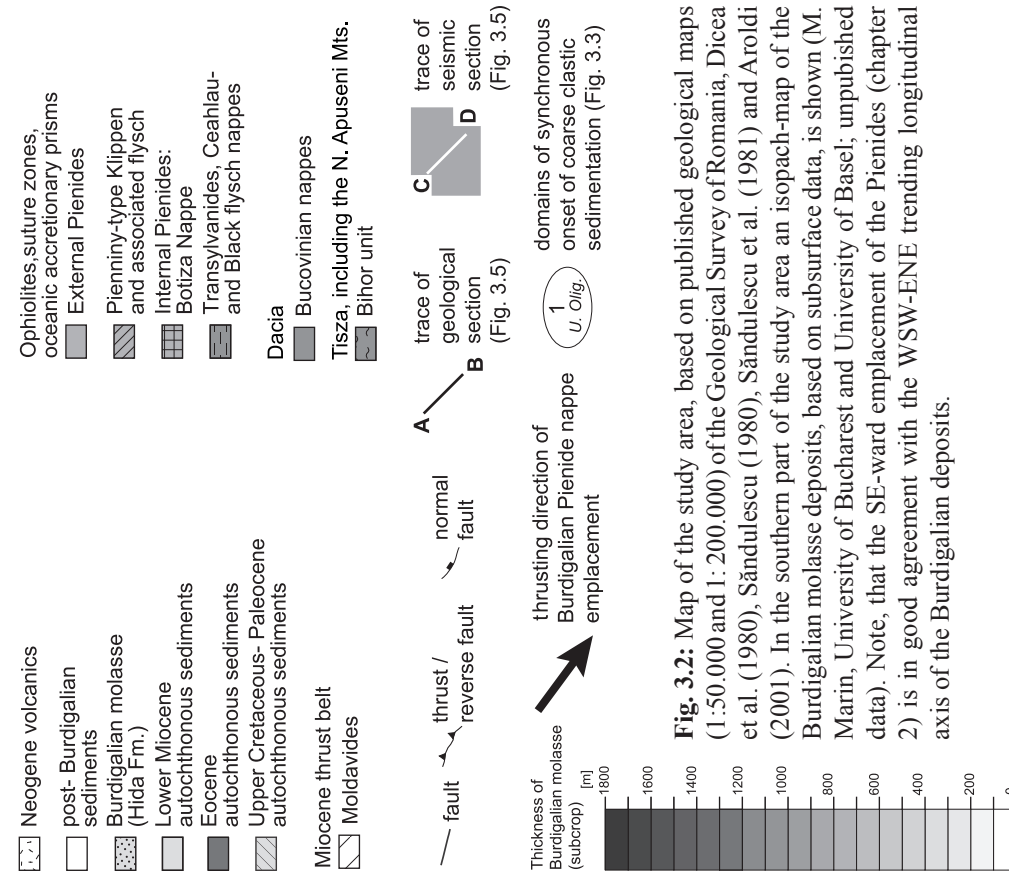 Neogene volcanics
post- Burdigalian
sediments
Burdigalian molasse
(Hida Fm.)
Lower Miocene
autochthonous sediments
Eocene
autochthonous sediments
Upper Cretaceous- Paleocene
autochthonous sediments
Miocene thrust belt
Moldavides
Ophiolites,suture zones,
oceanic accretionary prisms
External Pienides
Pienniny-type Klippen
and associated flysch
Internal Pienides:
Botiza Nappe
Transylvanides, Ceahlau-
and Black flysch nappes
Dacia
Bucovinian nappes
Tisza, including the N. Apuseni Mts.
Bihor unit
fault
thrust /
reverse fault
normal
fault
A
B
trace of
geological
section
(Fig. 3.5)
C
D
trace of
seismic
section
(Fig. 3.5)
Thickness of
Burdigalian molasse
(subcrop)
[m]
1800
1600
1400
1200
1000
800
600
400
200
0
thrusting direction of
Burdigalian Pienide nappe
emplacement
1
U. Olig.
domains of synchronous
onset of coarse clastic
sedimentation (Fig. 3.3)
Fig. 3.2: Map of the study area, based on published geological maps
(1:50.000 and 1: 200.000) of the Geological Survey of Romania, Dicea
et al. (1980), Săndulescu (1980), Săndulescu et al. (1981) and Aroldi
(2001). In the southern part of the study area an isopach-map of the
Burdigalian molasse deposits, based on subsurface data, is shown (M.
Marin, University of Bucharest and University of Basel; unpubished
data). Note, that the SE-ward emplacement of the Pienides (chapter
2) is in good agreement with the WSW-ENE trending longitudinal
axis of the Burdigalian deposits.